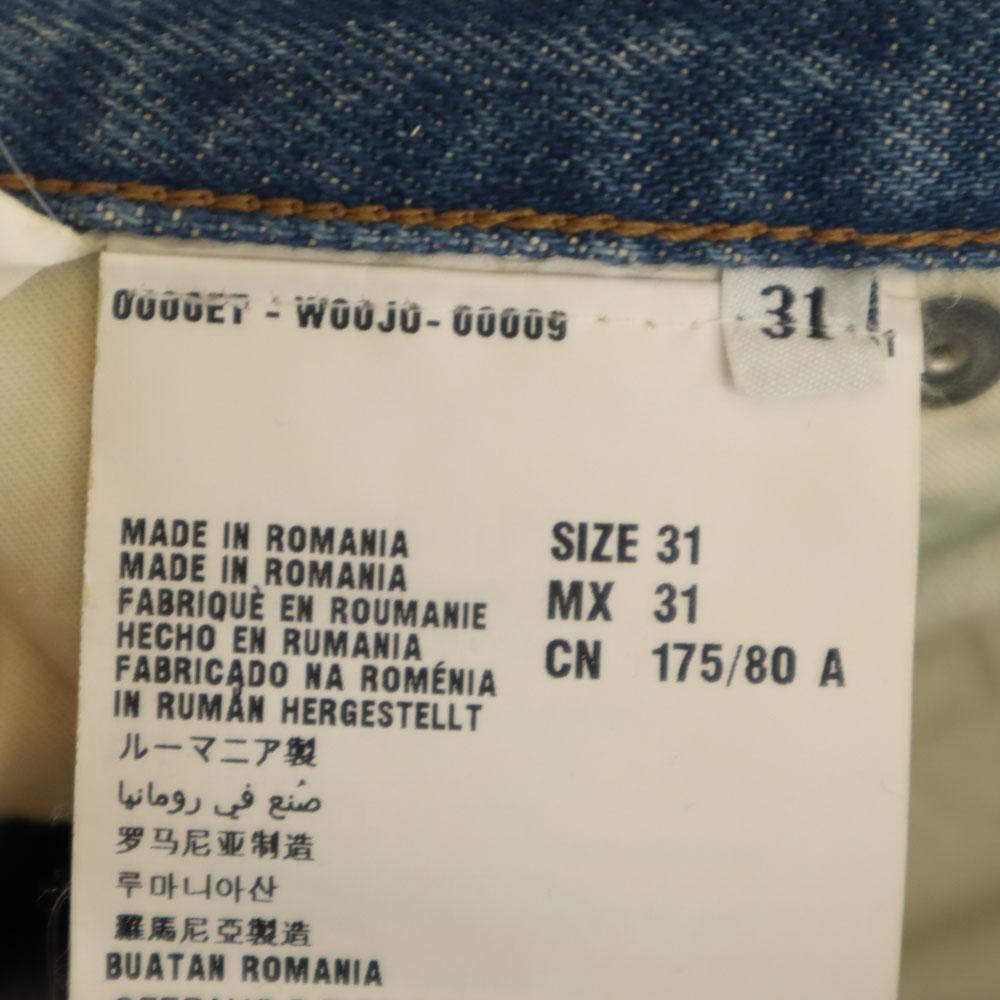 0000ET - W00J0 - 00009
31
MADE IN ROMANIA
MADE IN ROMANIA
FABRIQUÈ EN ROUMANIE
HECHO EN RUMANIA
FABRICADO NA ROMÉNIA
IN RUMÄN HERGESTELLT
ルーマニア製
صُنع في رومانيا
罗马尼亚制造
루마니아산
羅馬尼亞製造
BUATAN ROMANIA
SIZE 31
MX 31
CN 175/80 A